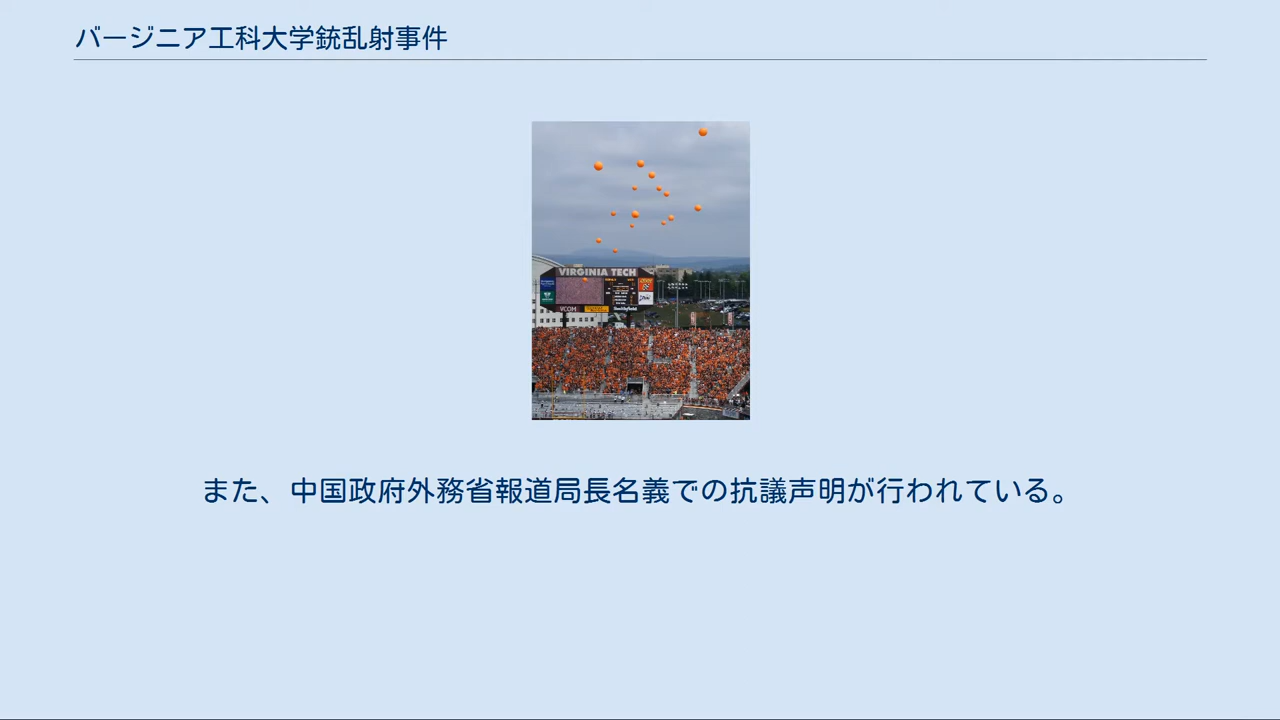 バージニア工科大学銃乱射事件
VIRGINIA TECH
VCOM
また、中国政府外務省報道局長名義での抗議声明が行われている。